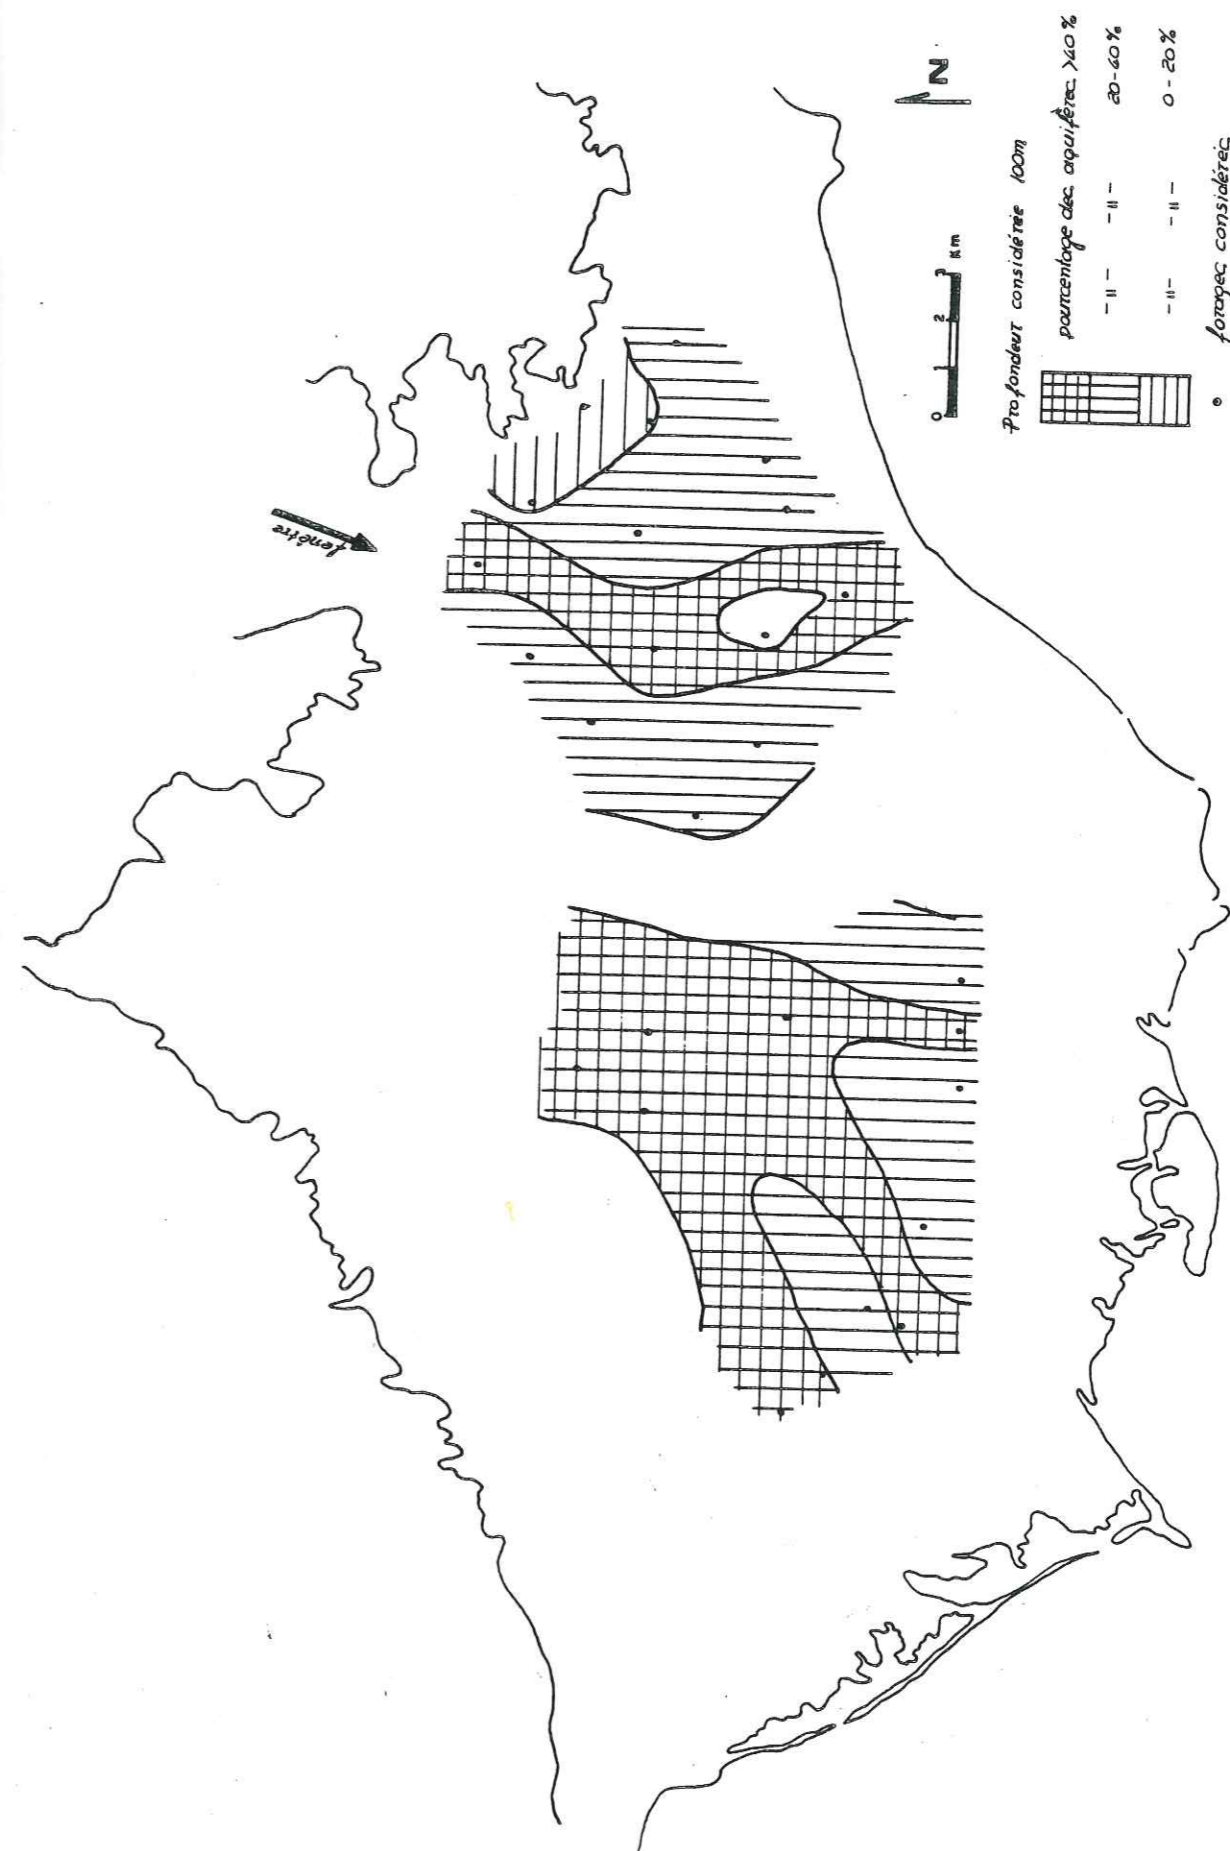 fenêtre
N
0 1 2 3 Km
Profondeur considérée 100m
pourcentage des aquifères >40%
-"- -"- 20-40%
-"- -"- 0-20%
forages considérés